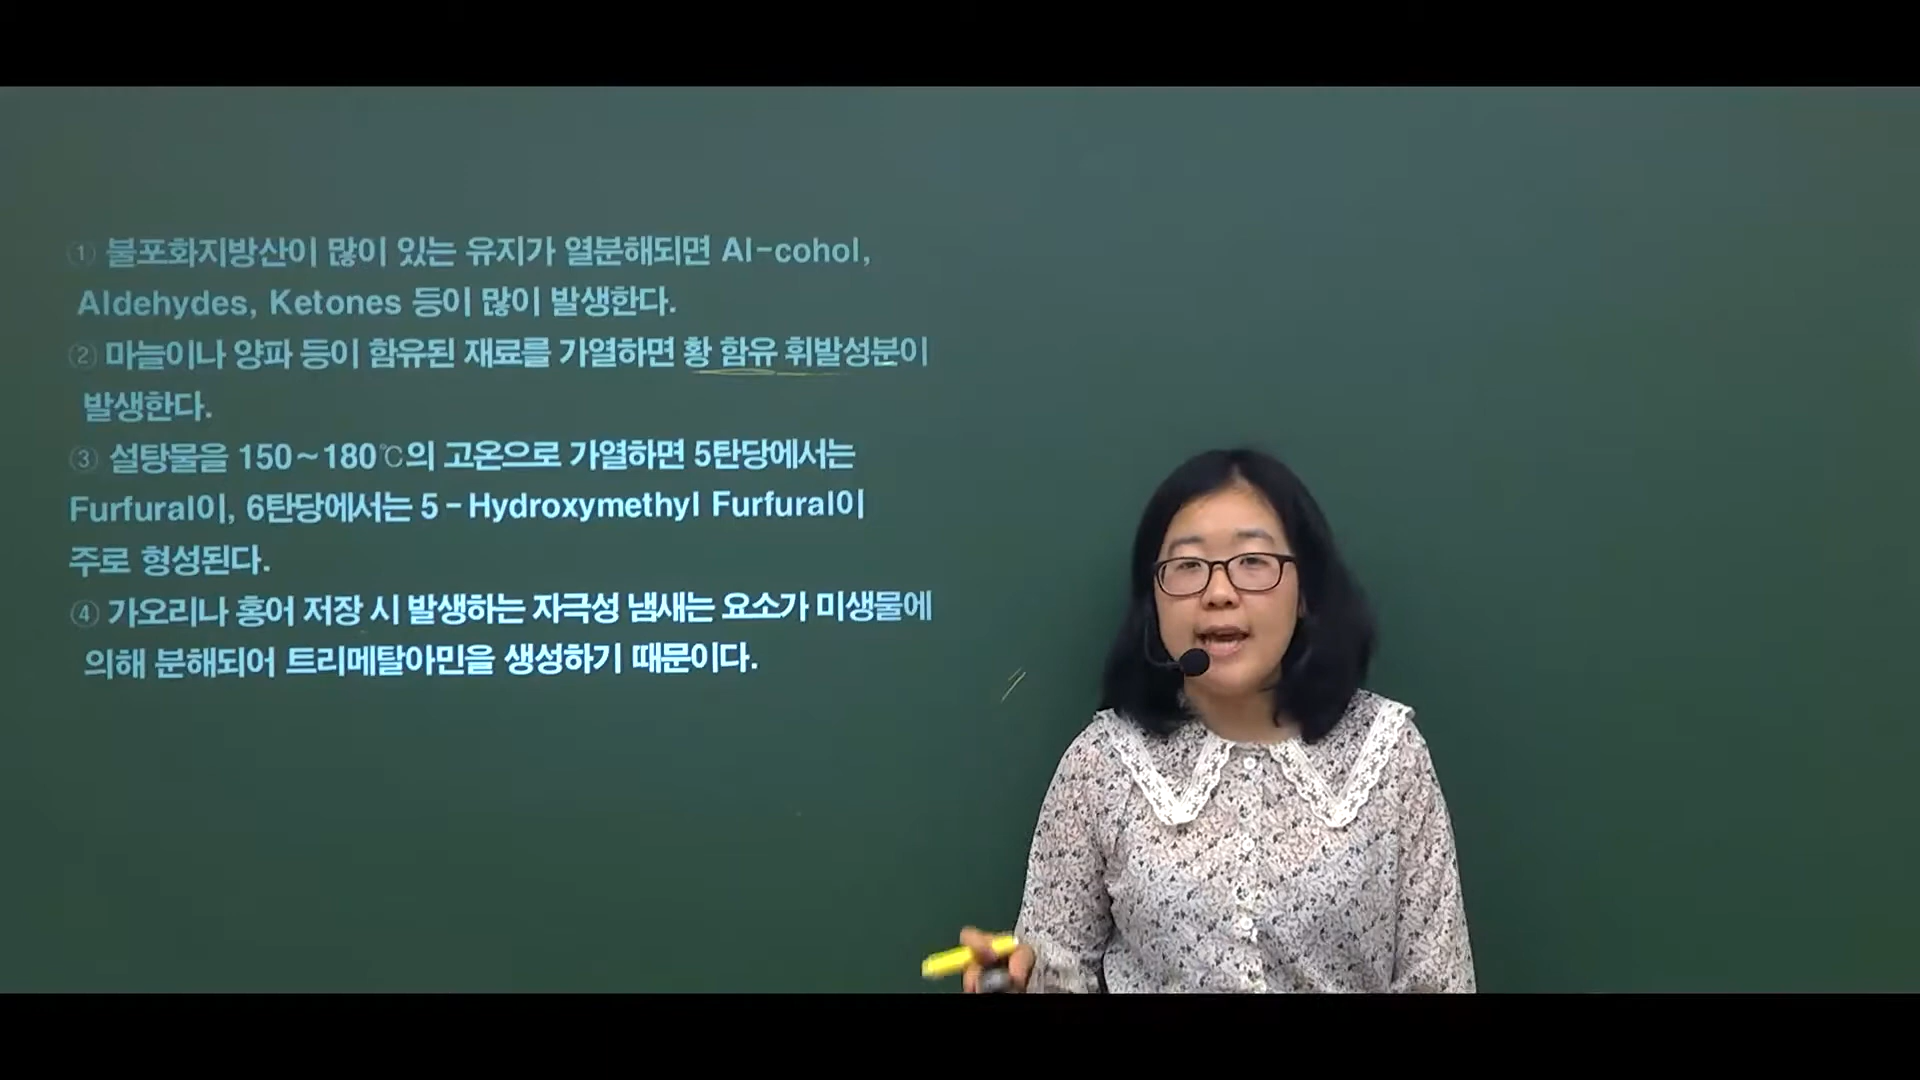 ① 불포화지방산이 많이 있는 유지가 열분해되면 Al-cohol,
Aldehydes, Ketones 등이 많이 발생한다.
② 마늘이나 양파 등이 함유된 재료를 가열하면 황 함유 휘발성분이
발생한다.
③ 설탕물을 150~180℃의 고온으로 가열하면 5탄당에서는
Furfural이, 6탄당에서는 5-Hydroxymethyl Furfural이
주로 형성된다.
④ 가오리나 홍어 저장 시 발생하는 자극성 냄새는 요소가 미생물에
의해 분해되어 트리메탈아민을 생성하기 때문이다.